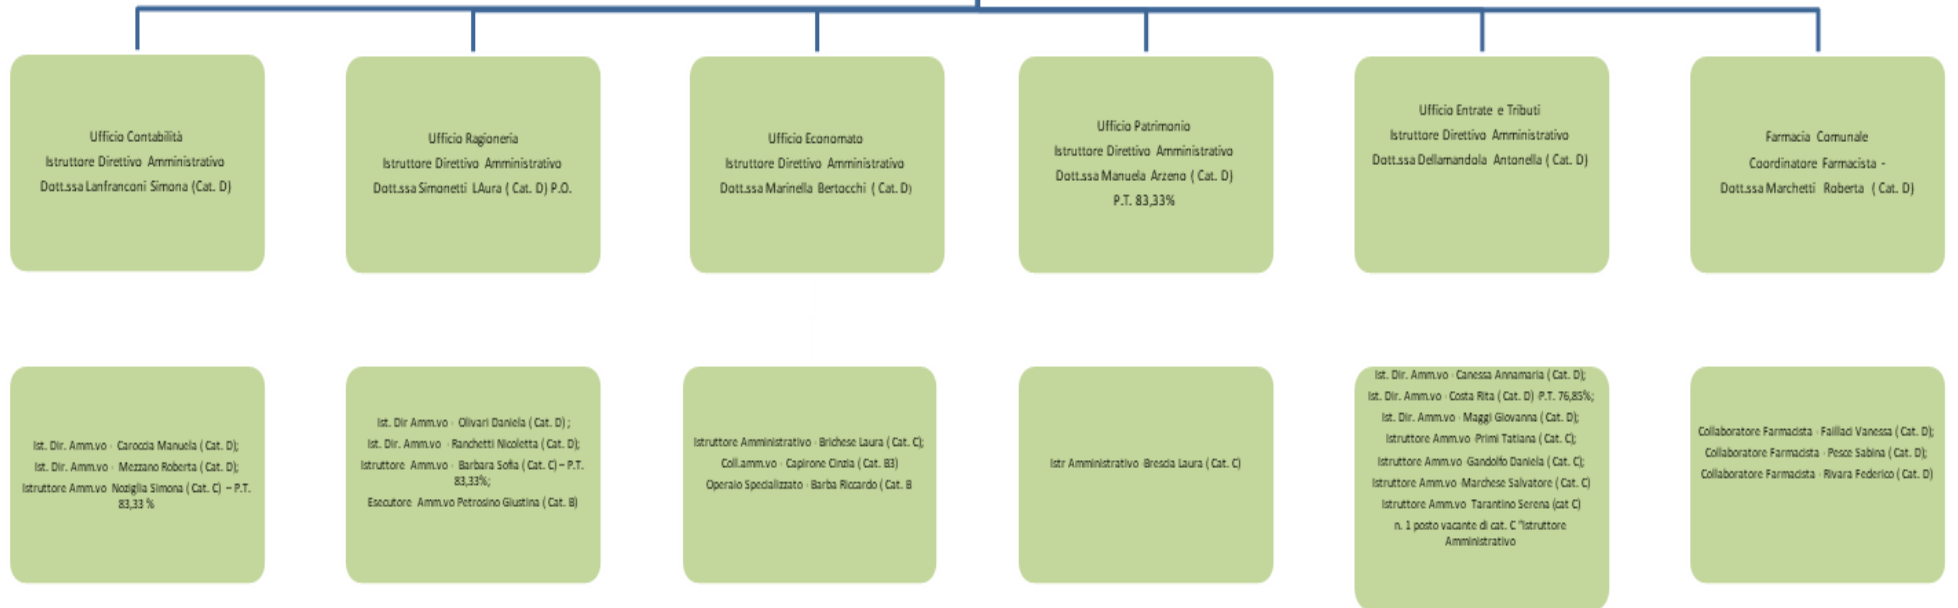 Ufficio Contabilità
Istruttore Direttivo Amministrativo
Dott.ssa Lanfranconi Simona (Cat. D)
Ufficio Ragioneria
Istruttore Direttivo Amministrativo
Dott.ssa Simonetti LAura ( Cat. D) P.O.
Ufficio Economato
Istruttore Direttivo Amministrativo
Dott.ssa Marinella Bertocchi ( Cat. D)
Ufficio Patrimonio
Istruttore Direttivo Amministrativo
Dott.ssa Manuela Arzeno ( Cat. D)
P.T. 83,33%
Ufficio Entrate e Tributi
Istruttore Direttivo Amministrativo
Dott.ssa Dellamandola Antonella ( Cat. D)
Farmacia Comunale
Coordinatore Farmacista -
Dott.ssa Marchetti Roberta ( Cat. D)
Ist. Dir. Amm.vo - Caroccia Manuela ( Cat. D);
Ist. Dir. Amm.vo - Mezzano Roberta ( Cat. D);
Istruttore Amm.vo Noziglia Simona ( Cat. C) – P.T.
83,33 %
Ist. Dir Amm.vo - Olivari Daniela ( Cat. D) ;
Ist. Dir. Amm.vo - Ranchetti Nicoletta ( Cat. D);
Istruttore Amm.vo - Barbara Sofia ( Cat. C) – P.T.
83,33%;
Esecutore Amm.vo Petrosino Giustina ( Cat. B)
Istruttore Amministrativo - Brichese Laura ( Cat. C);
Coll.amm.vo - Capirone Cinzia ( Cat. B3)
Operaio Specializzato - Barba Riccardo ( Cat. B
Istr Amministrativo -Brescia Laura ( Cat. C)
Ist. Dir. Amm.vo - Canessa Annamaria ( Cat. D);
Ist. Dir. Amm.vo - Costa Rita ( Cat. D) -P.T. 76,85%;
Ist. Dir. Amm.vo - Maggi Giovanna ( Cat. D);
Istruttore Amm.vo -Primi Tatiana ( Cat. C);
Istruttore Amm.vo -Gandolfo Daniela ( Cat. C);
Istruttore Amm.vo -Marchese Salvatore ( Cat. C)
Istruttore Amm.vo Tarantino Serena (cat C)
n. 1 posto vacante di cat. C "Istruttore
Amministrativo
Collaboratore Farmacista - Faillaci Vanessa ( Cat. D);
Collaboratore Farmacista - Pesce Sabina ( Cat. D);
Collaboratore Farmacista - Rivara Federico ( Cat. D)